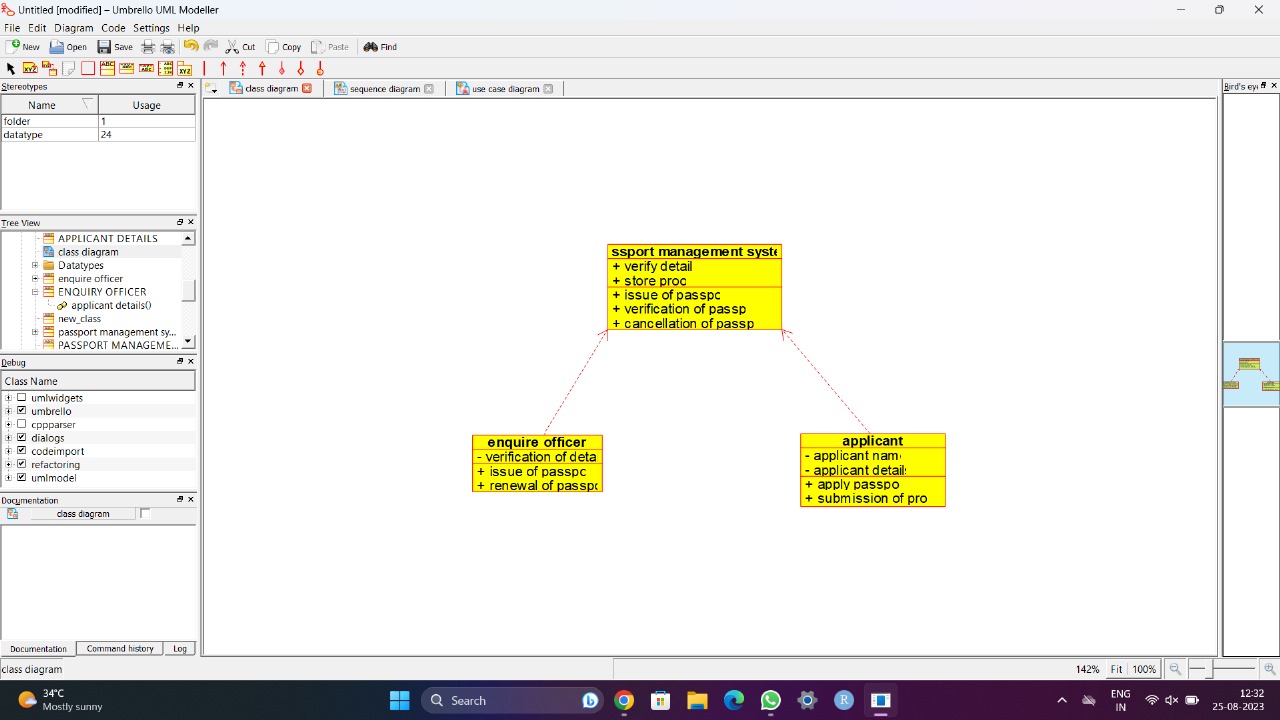 Untitled [modified] – Umbrello UML Modeller
File Edit Diagram Code Settings Help
New Open Save Cut Copy Paste Find
Stereotypes
Name Usage
folder 1
datatype 24
Tree View
APPLICANT DETAILS
class diagram
Datatypes
enquire officer
ENQUIRY OFFICER
applicant details()
new_class
passport management sy...
PASSPORT MANAGEME...
Debug
Class Name
umlwidgets
umbrello
cppparser
dialogs
codeimport
refactoring
umlmodel
Documentation
class diagram
Documentation Command history Log
class diagram sequence diagram use case diagram
ssport management syste
+ verify detail
+ store proc
+ issue of passpc
+ verification of passp
+ cancellation of passp
enquire officer
- verification of deta
+ issue of passpc
+ renewal of passpc
applicant
- applicant nam
- applicant detail
+ apply passpo
+ submission of pro
Bird's eye
class diagram
142% Fit 100%
34°C
Mostly sunny
Search
ENG
IN
12:32
25-08-2023